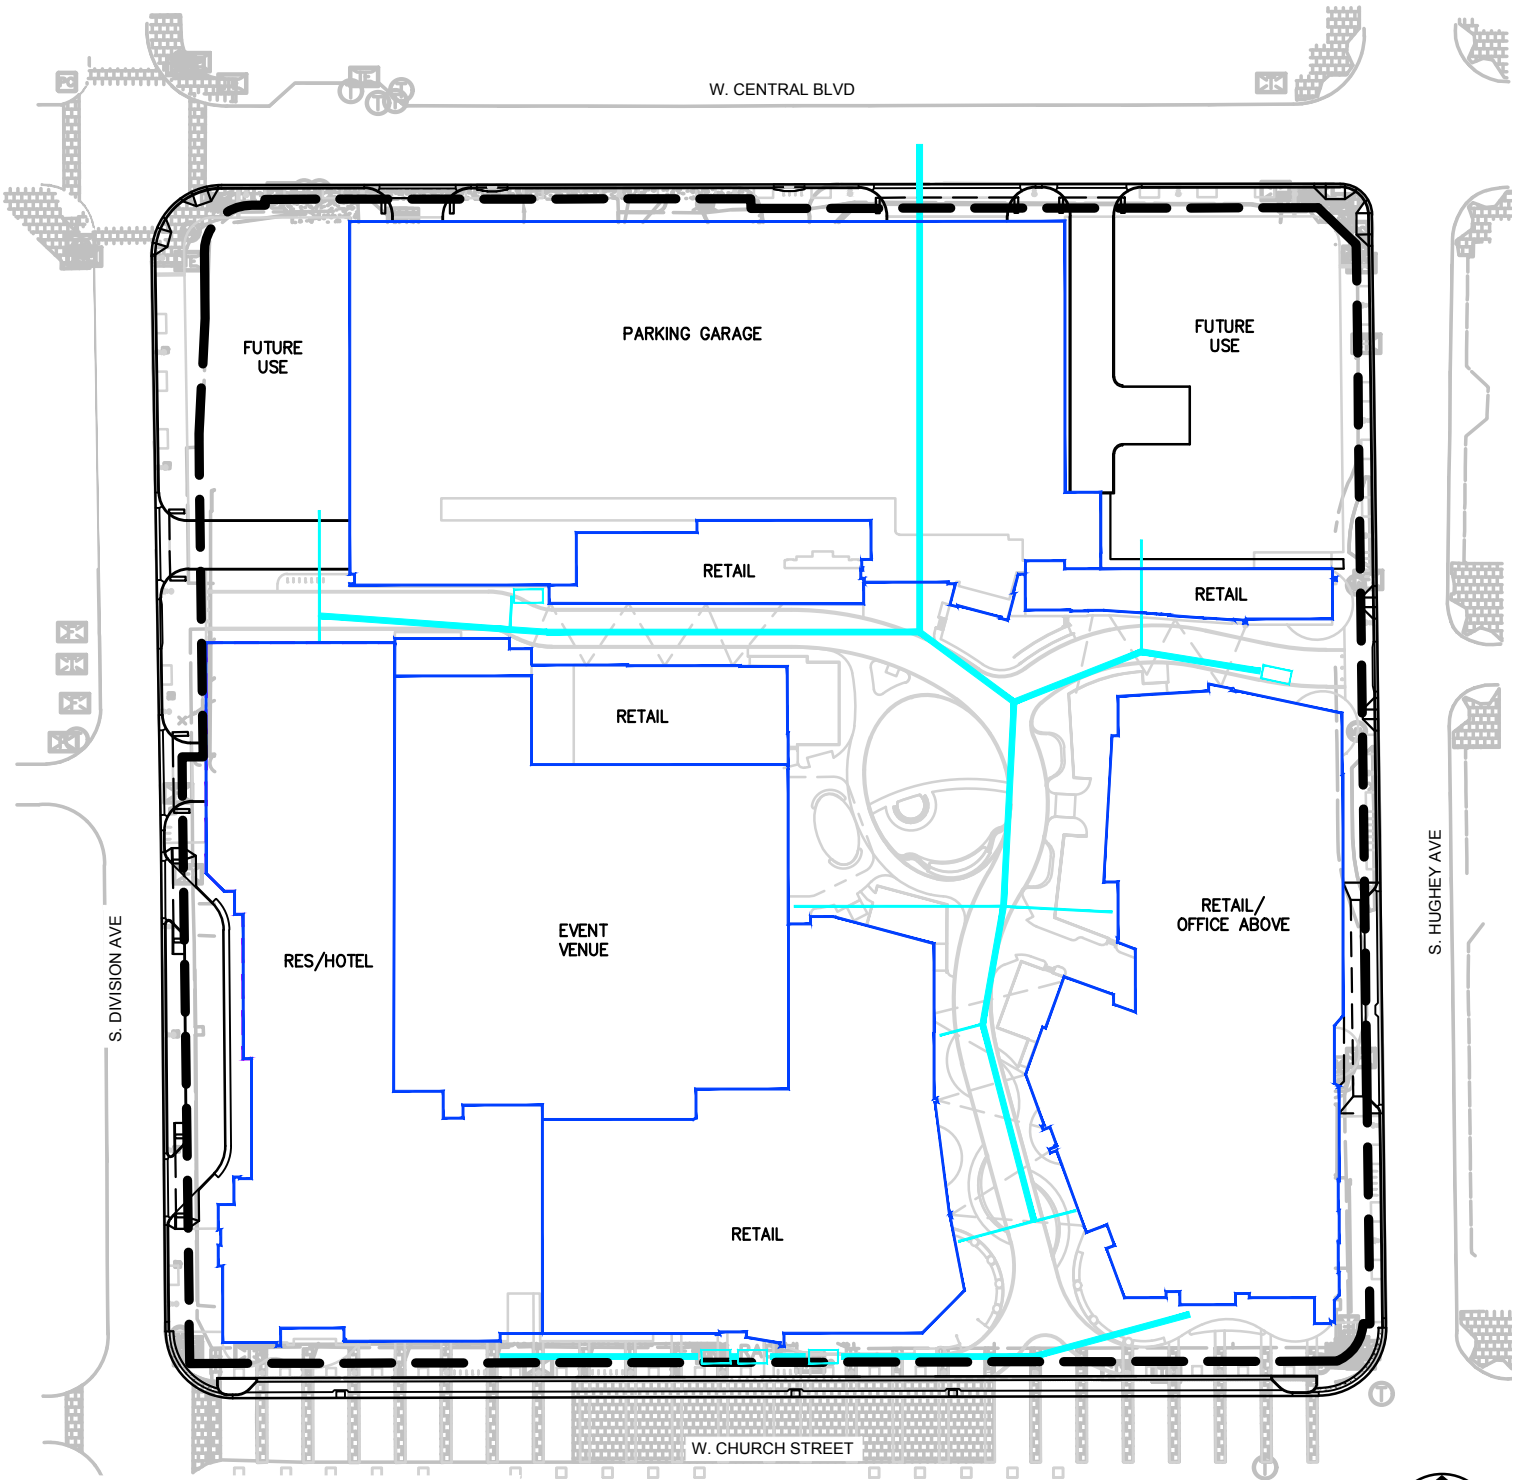 W. CENTRAL BLVD
FUTURE
USE
PARKING GARAGE
FUTURE
USE
RETAIL
RETAIL
RETAIL
RES/HOTEL
EVENT
VENUE
RETAIL/
OFFICE ABOVE
RETAIL
S. DIVISION AVE
S. HUGHEY AVE
W. CHURCH STREET